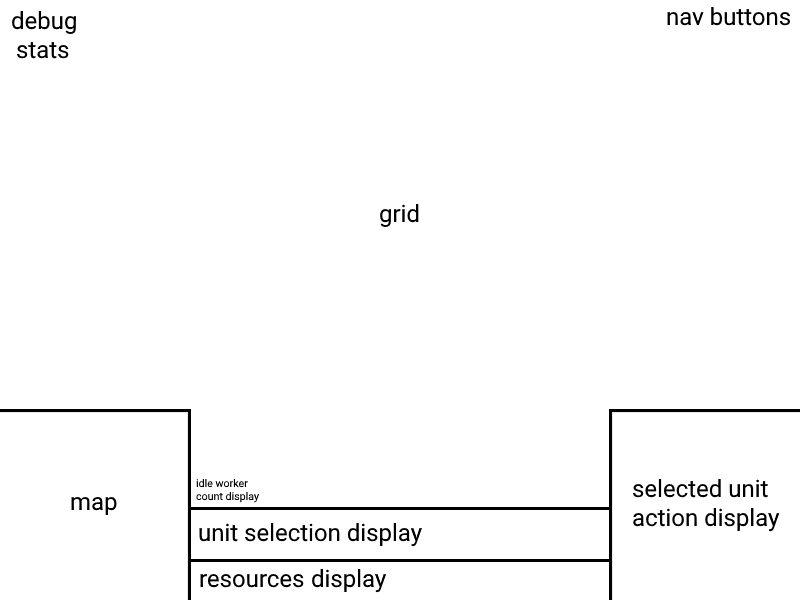 debug
stats
nav buttons
grid
map
idle worker
count display
unit selection display
resources display
selected unit
action display